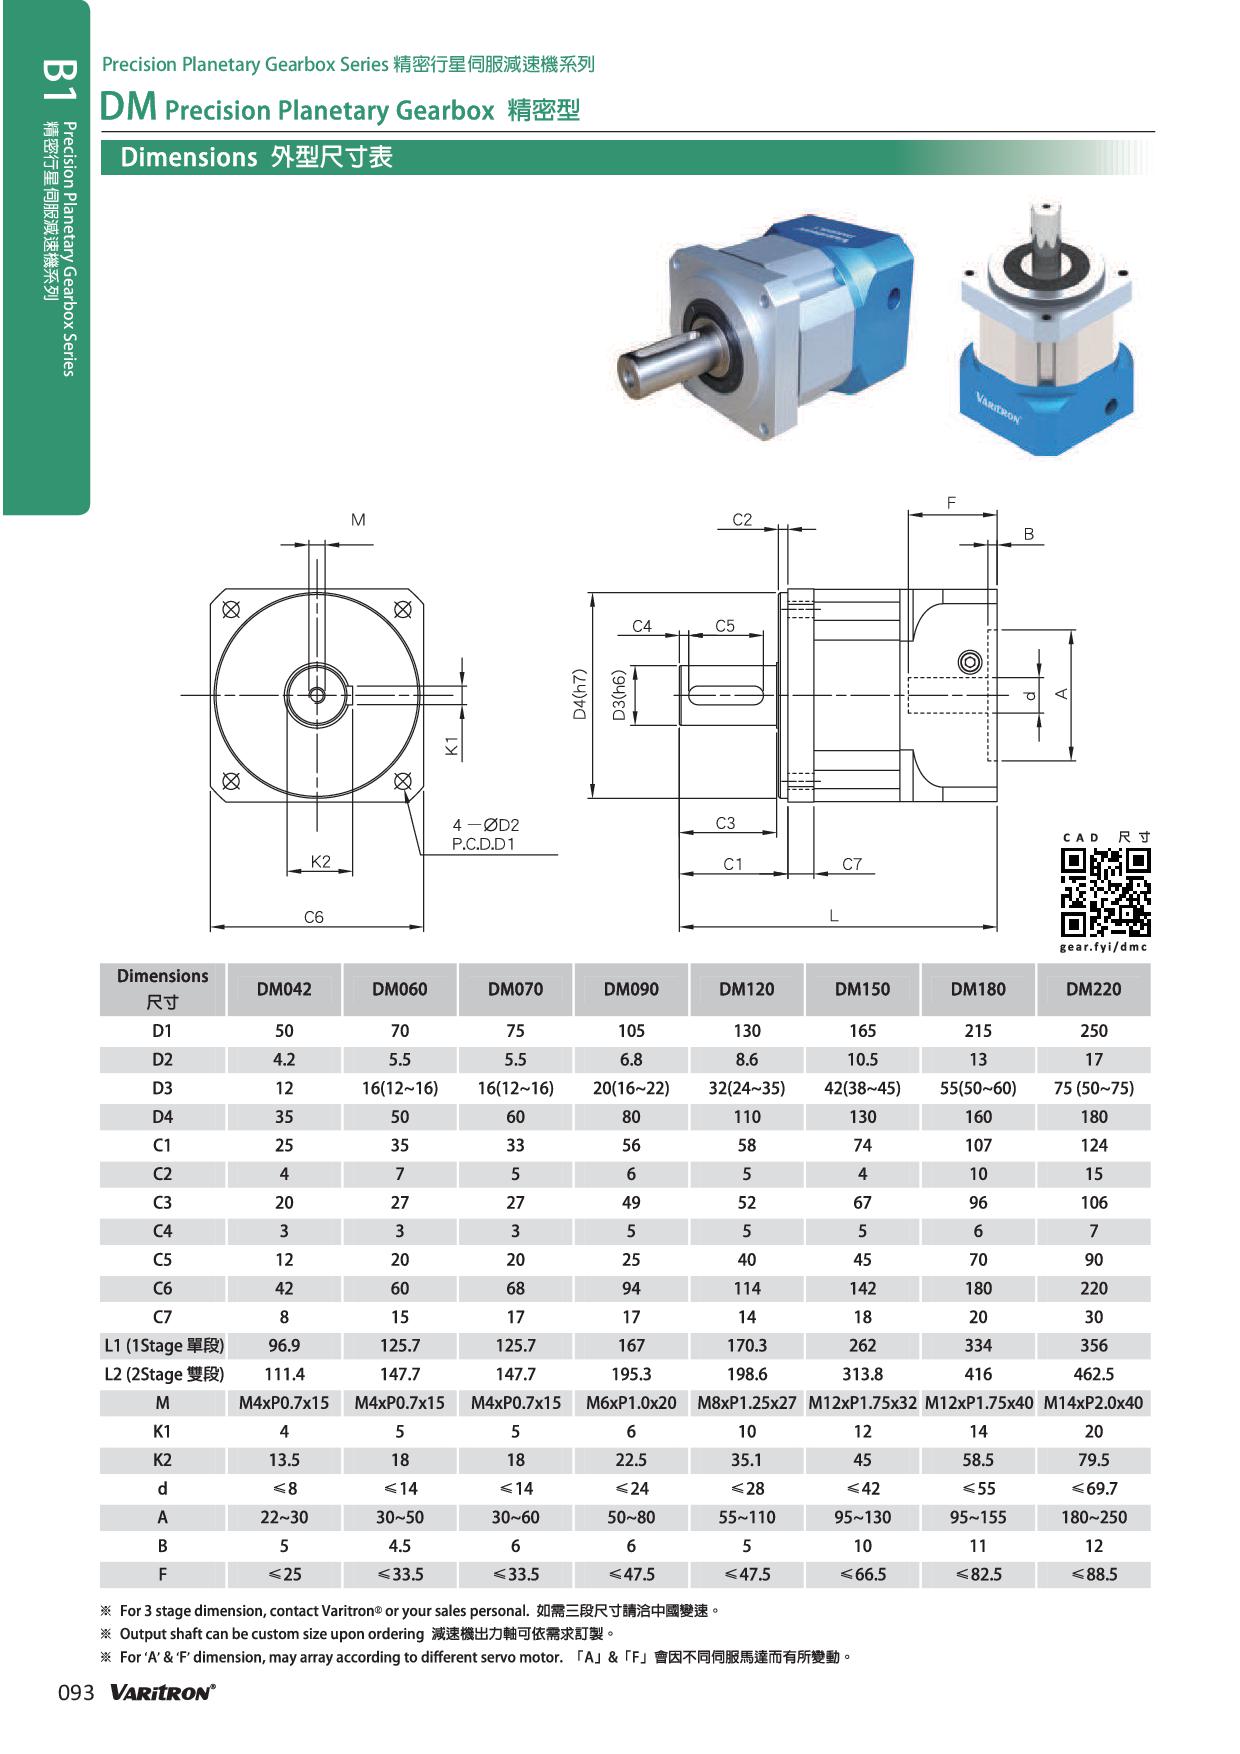 B1 Precision Planetary Gearbox Series
精密行星伺服減速機系列
Precision Planetary Gearbox Series 精密行星伺服減速機系列
DM Precision Planetary Gearbox 精密型
Dimensions 外型尺寸表
VARITRON
M
K1
4 －ØD2
P.C.D.D1
K2
C6
F
C2
B
C4
C5
D4(h7)
D3(h6)
d
A
C3
C1
C7
L
CAD 尺寸
gear.fyi/dmc
Dimensions 尺寸 DM042 DM060 DM070 DM090 DM120 DM150 DM180 DM220
D1 50 70 75 105 130 165 215 250
D2 4.2 5.5 5.5 6.8 8.6 10.5 13 17
D3 12 16(12~16) 16(12~16) 20(16~22) 32(24~35) 42(38~45) 55(50~60) 75 (50~75)
D4 35 50 60 80 110 130 160 180
C1 25 35 33 56 58 74 107 124
C2 4 7 5 6 5 4 10 15
C3 20 27 27 49 52 67 96 106
C4 3 3 3 5 5 5 6 7
C5 12 20 20 25 40 45 70 90
C6 42 60 68 94 114 142 180 220
C7 8 15 17 17 14 18 20 30
L1 (1Stage 單段) 96.9 125.7 125.7 167 170.3 262 334 356
L2 (2Stage 雙段) 111.4 147.7 147.7 195.3 198.6 313.8 416 462.5
M M4xP0.7x15 M4xP0.7x15 M4xP0.7x15 M6xP1.0x20 M8xP1.25x27 M12xP1.75x32 M12xP1.75x40 M14xP2.0x40
K1 4 5 5 6 10 12 14 20
K2 13.5 18 18 22.5 35.1 45 58.5 79.5
d ≤8 ≤14 ≤14 ≤24 ≤28 ≤42 ≤55 ≤69.7
A 22~30 30~50 30~60 50~80 55~110 95~130 95~155 180~250
B 5 4.5 6 6 5 10 11 12
F ≤25 ≤33.5 ≤33.5 ≤47.5 ≤47.5 ≤66.5 ≤82.5 ≤88.5
※ For 3 stage dimension, contact Varitron® or your sales personal. 如需三段尺寸請洽中國變速。
※ Output shaft can be custom size upon ordering 減速機出力軸可依需求訂製。
※ For ‘A’ & ‘F’ dimension, may array according to different servo motor. 「A」&「F」會因不同伺服馬達而有所變動。
093 VARITRON®